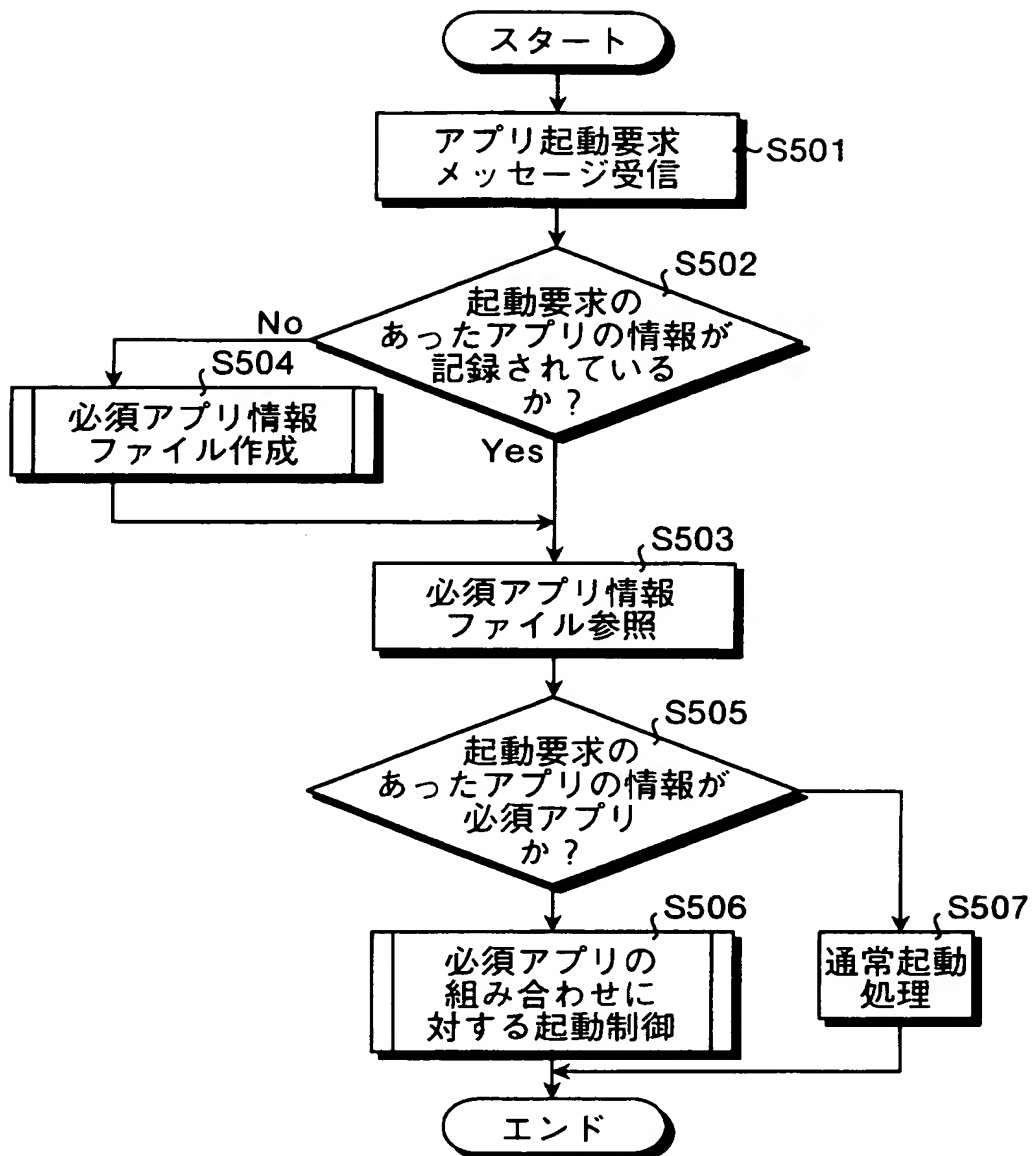 スタート
アプリ起動要求
メッセージ受信
S501
S502
起動要求の
あったアプリの情報が
記録されている
か？
No
Yes
S504
必須アプリ情報
ファイル作成
S503
必須アプリ情報
ファイル参照
S505
起動要求の
あったアプリの情報が
必須アプリ
か？
S506
必須アプリの
組み合わせに
対する起動制御
S507
通常起動
処理
エンド